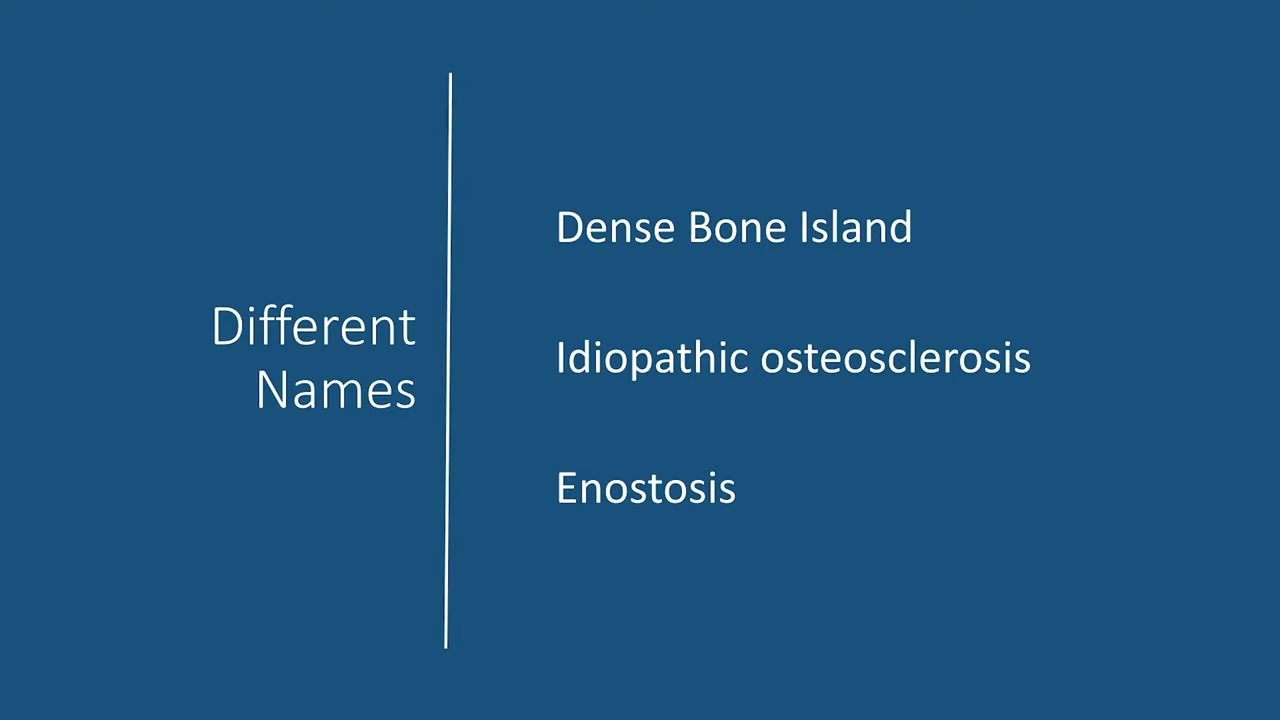 Different
Names
Dense Bone Island
Idiopathic osteosclerosis
Enostosis